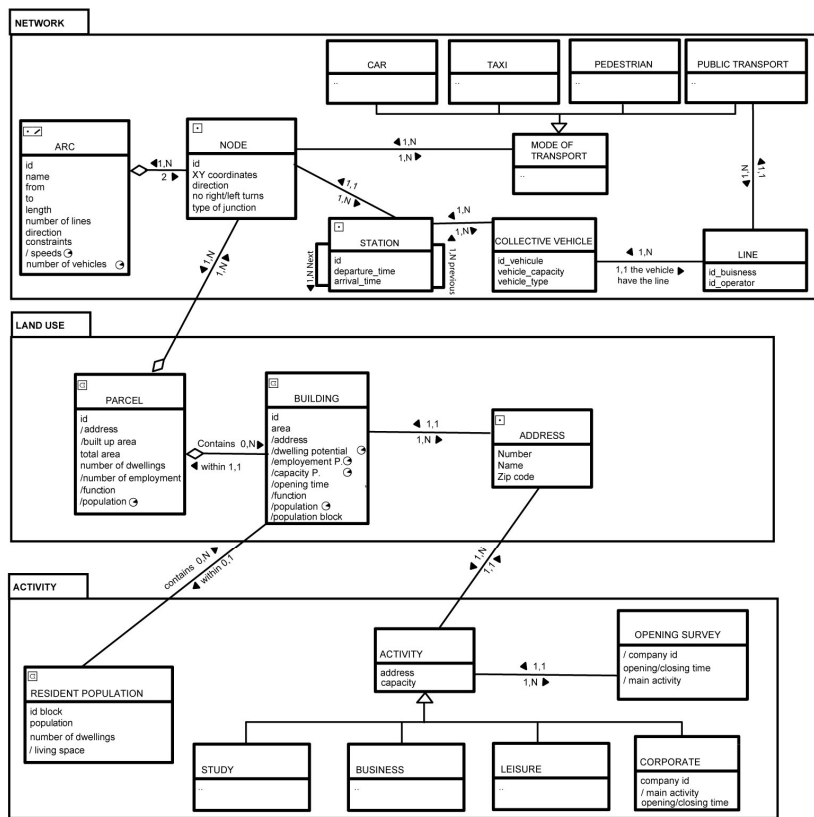 NETWORK
CAR
..
TAXI
..
PEDESTRIAN
..
PUBLIC TRANSPORT
..
ARC
id
name
from
to
length
number of lines
direction
constraints
/ speeds
number of vehicles
1,N
2
NODE
id
XY coordinates
direction
no right/left turns
type of junction
1,N
1,N
MODE OF
TRANSPORT
..
1,1
1,N
1,1
1,N
STATION
id
departure_time
arrival_time
1,N Next
1,N previous
1,N
1,N
COLLECTIVE VEHICLE
id_vehicule
vehicle_capacity
vehicle_type
1,N
1,1 the vehicle
have the line
LINE
id_buisness
id_operator
1,N
1,N
LAND USE
PARCEL
id
/address
/built up area
total area
number of dwellings
/number of employment
/function
/population
Contains 0,N
within 1,1
BUILDING
id
area
/address
/dwelling potential
/employement P.
/capacity P.
/opening time
/function
/population
/population block
1,1
1,N
ADDRESS
Number
Name
Zip code
contains 0,N
within 0,1
1,N
1,1
ACTIVITY
RESIDENT POPULATION
id block
population
number of dwellings
/ living space
ACTIVITY
address
capacity
1,1
1,N
OPENING SURVEY
/ company id
opening/closing time
/ main activity
STUDY
..
BUSINESS
..
LEISURE
..
CORPORATE
company id
/ main activity
opening/closing time